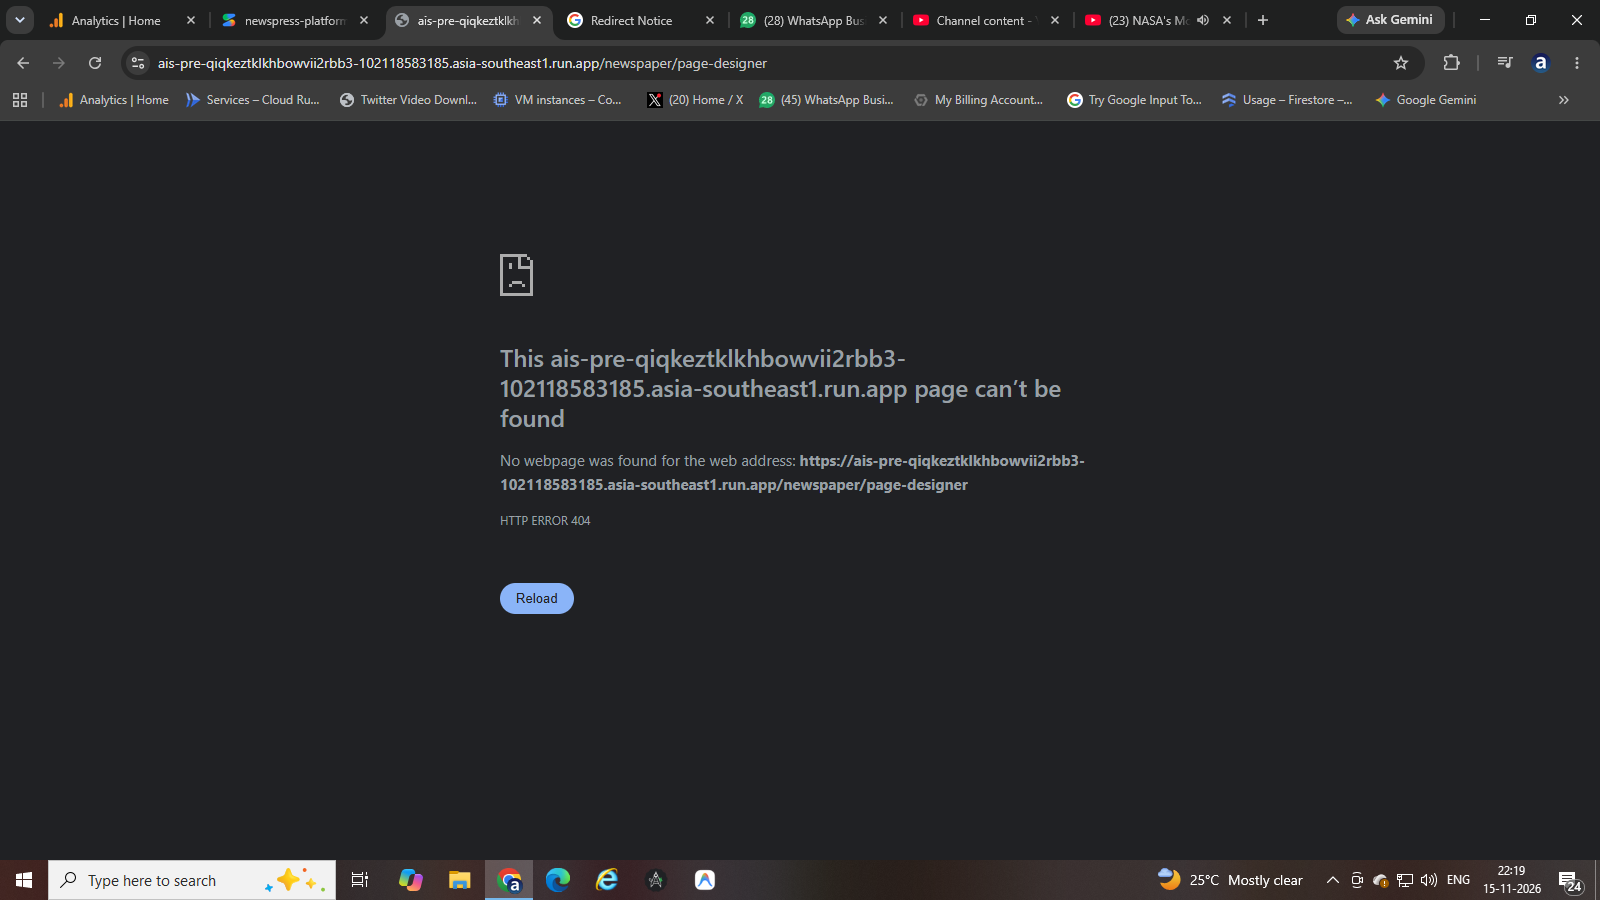 Analytics | Home
newspress-platform
ais-pre-qiqkeztklkh
Redirect Notice
(28) WhatsApp Bus
Channel content - Y
(23) NASA's Mo
Ask Gemini
ais-pre-qiqkeztklkhbowvii2rbb3-102118583185.asia-southeast1.run.app/newspaper/page-designer
Analytics | Home
Services – Cloud Ru...
Twitter Video Downl...
VM instances – Co...
(20) Home / X
(45) WhatsApp Busi...
My Billing Account...
Try Google Input To...
Usage – Firestore –...
Google Gemini
This ais-pre-qiqkeztklkhbowvii2rbb3-
102118583185.asia-southeast1.run.app page can’t be
found
No webpage was found for the web address: https://ais-pre-qiqkeztklkhbowvii2rbb3-
102118583185.asia-southeast1.run.app/newspaper/page-designer
HTTP ERROR 404
Reload
Type here to search
25°C Mostly clear
ENG
22:19
15-11-2026
24